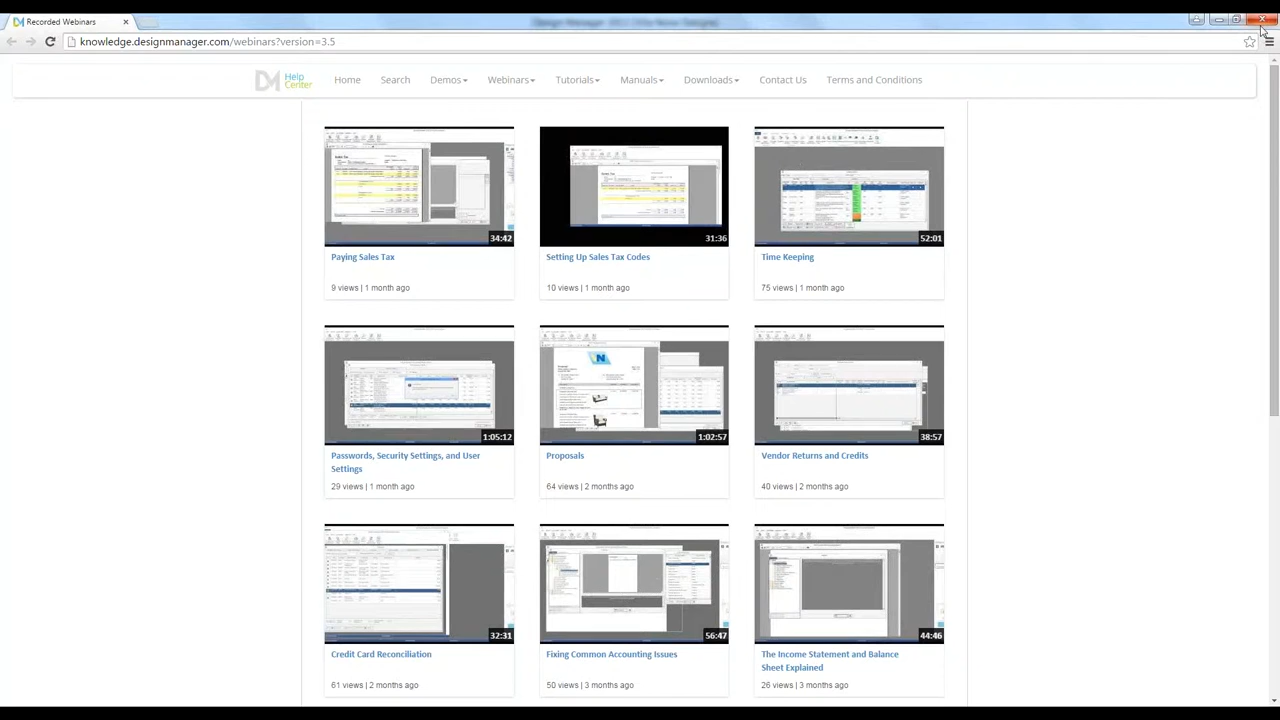 Recorded Webinars
knowledge.designmanager.com/webinars?version=3.5
DM Help Center
Home Search Demos Webinars Tutorials Manuals Downloads Contact Us Terms and Conditions
34:42
31:36
52:01
Paying Sales Tax
Setting Up Sales Tax Codes
Time Keeping
9 views | 1 month ago
10 views | 1 month ago
75 views | 1 month ago
1:05:12
1:02:57
38:57
Passwords, Security Settings, and User
Settings
Proposals
Vendor Returns and Credits
29 views | 1 month ago
64 views | 2 months ago
40 views | 2 months ago
32:31
56:47
44:46
Credit Card Reconciliation
Fixing Common Accounting Issues
The Income Statement and Balance
Sheet Explained
61 views | 2 months ago
50 views | 3 months ago
26 views | 3 months ago